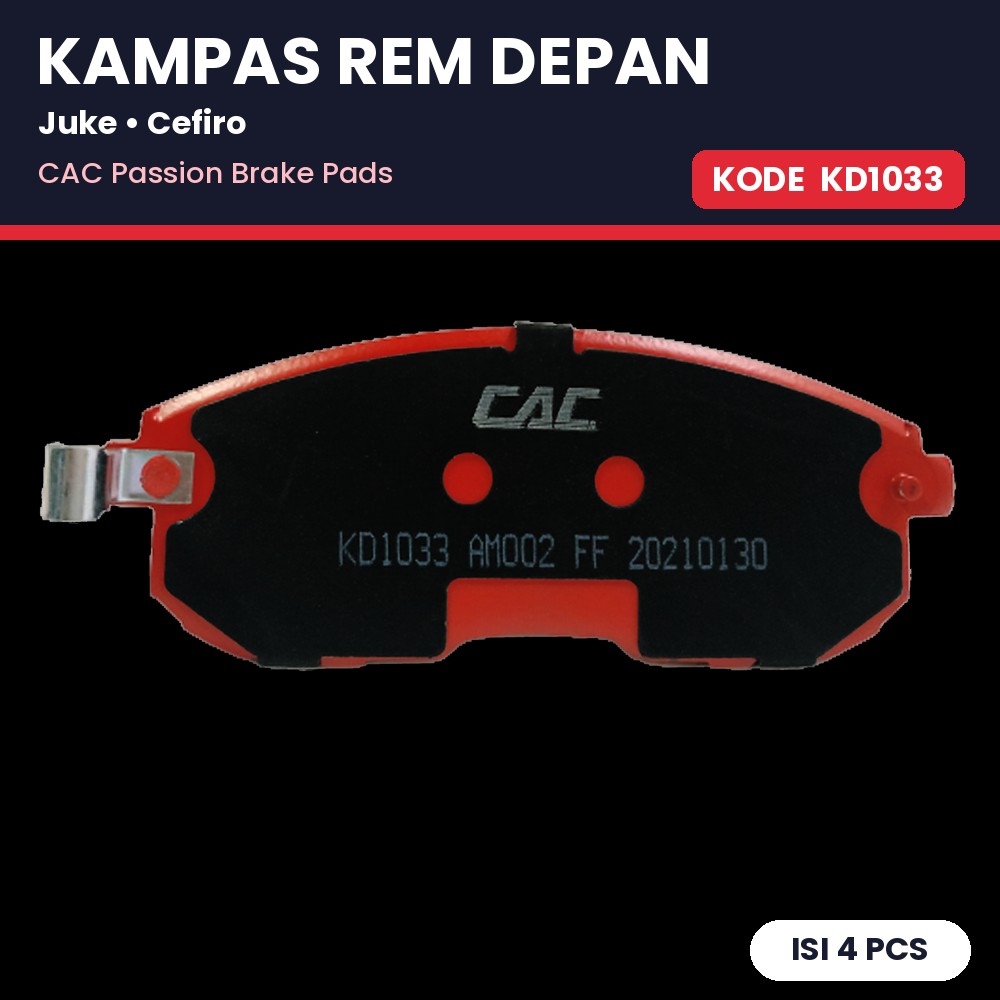 KAMPAS REM DEPAN
Juke • Cefiro
CAC Passion Brake Pads
KODE KD1033
CAC
KD1033 AM002 FF 20210130
ISI 4 PCS